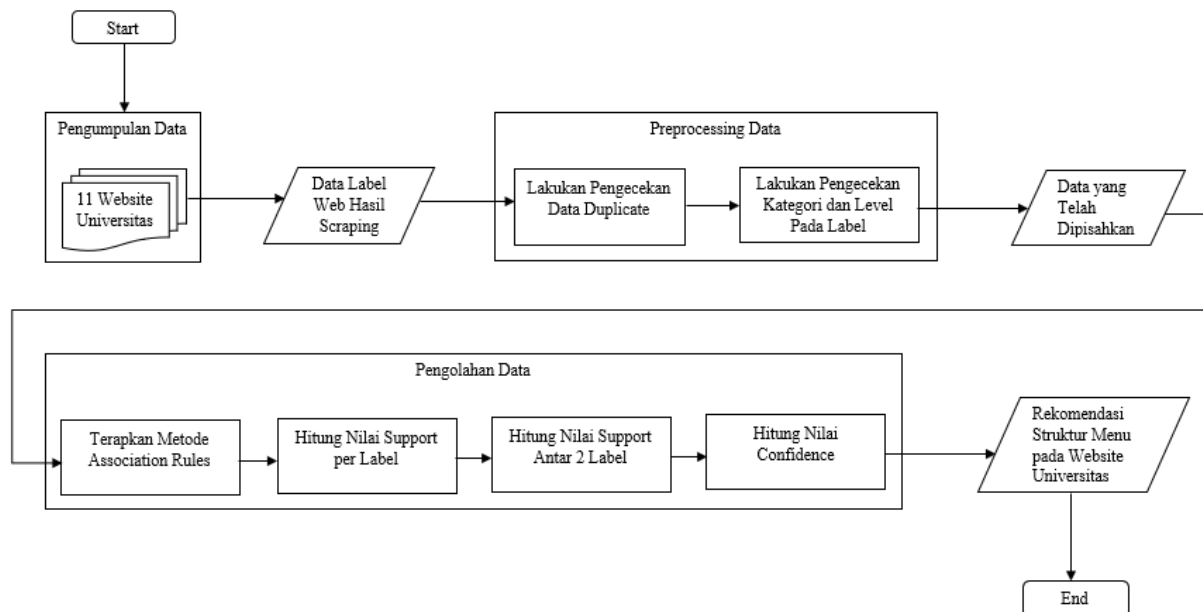 Start
Pengumpulan Data
11 Website
Universitas
Data Label
Web Hasil
Scraping
Preprocessing Data
Lakukan Pengecekan
Data Duplicate
Lakukan Pengecekan
Kategori dan Level
Pada Label
Data yang
Telah
Dipisahkan
Pengolahan Data
Terapkan Metode
Association Rules
Hitung Nilai Support
per Label
Hitung Nilai Support
Antar 2 Label
Hitung Nilai
Confidence
Rekomendasi
Struktur Menu
pada Website
Universitas
End